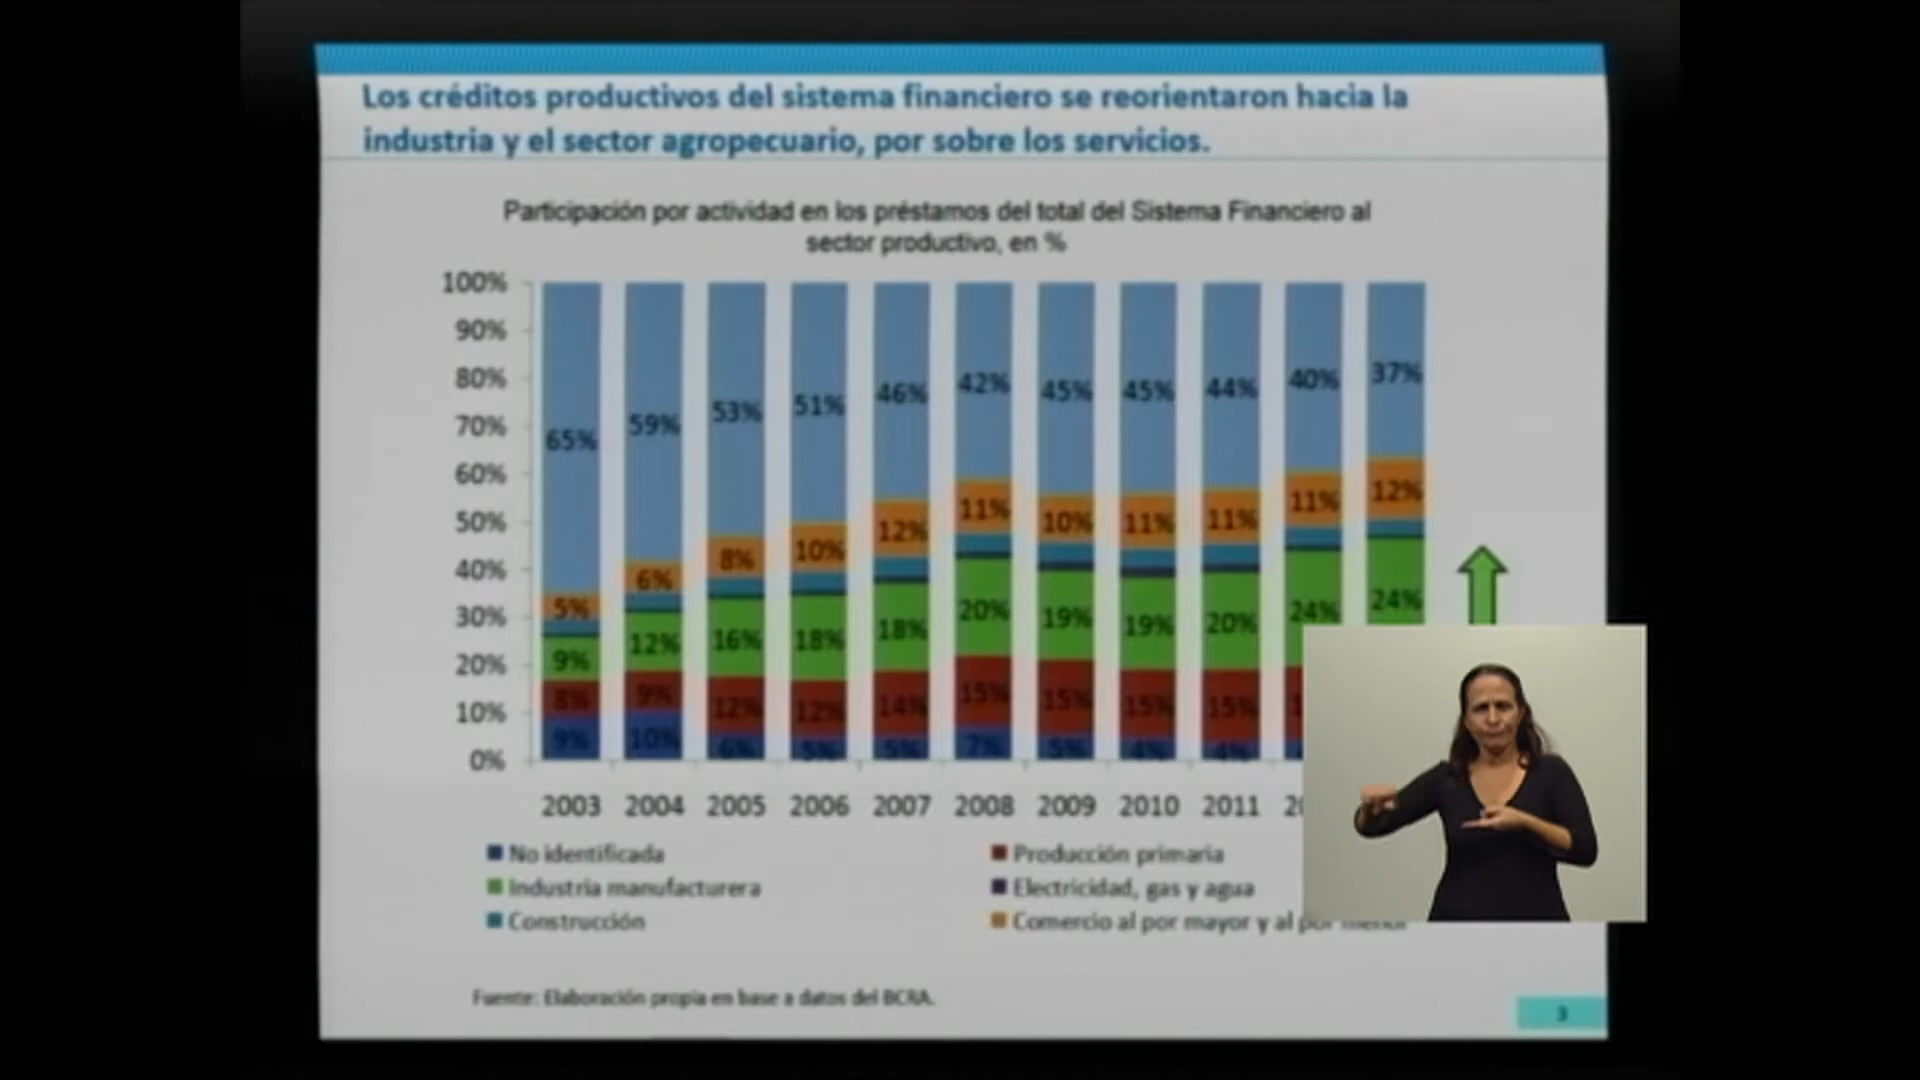 Los créditos productivos del sistema financiero se reorientaron hacia la
industria y el sector agropecuario, por sobre los servicios.
Participación por actividad en los préstamos del total del Sistema Financiero al
sector productivo, en %
100%
90%
80%
70%
60%
50%
40%
30%
20%
10%
0%
65% 59% 53% 51% 46% 42% 45% 45% 44% 40% 37%
5% 6% 8% 10% 12% 11% 10% 11% 11% 11% 12%
9% 12% 16% 18% 18% 20% 19% 19% 20% 24% 24%
8% 9% 12% 12% 14% 15% 15% 15% 15%
9% 10% 6% 5% 5% 7% 5% 4% 4%
2003 2004 2005 2006 2007 2008 2009 2010 2011
No identificada Producción primaria
Industria manufacturera Electricidad, gas y agua
Construcción Comercio al por mayor y al por menor
Fuente: Elaboración propia en base a datos del BCRA.
3